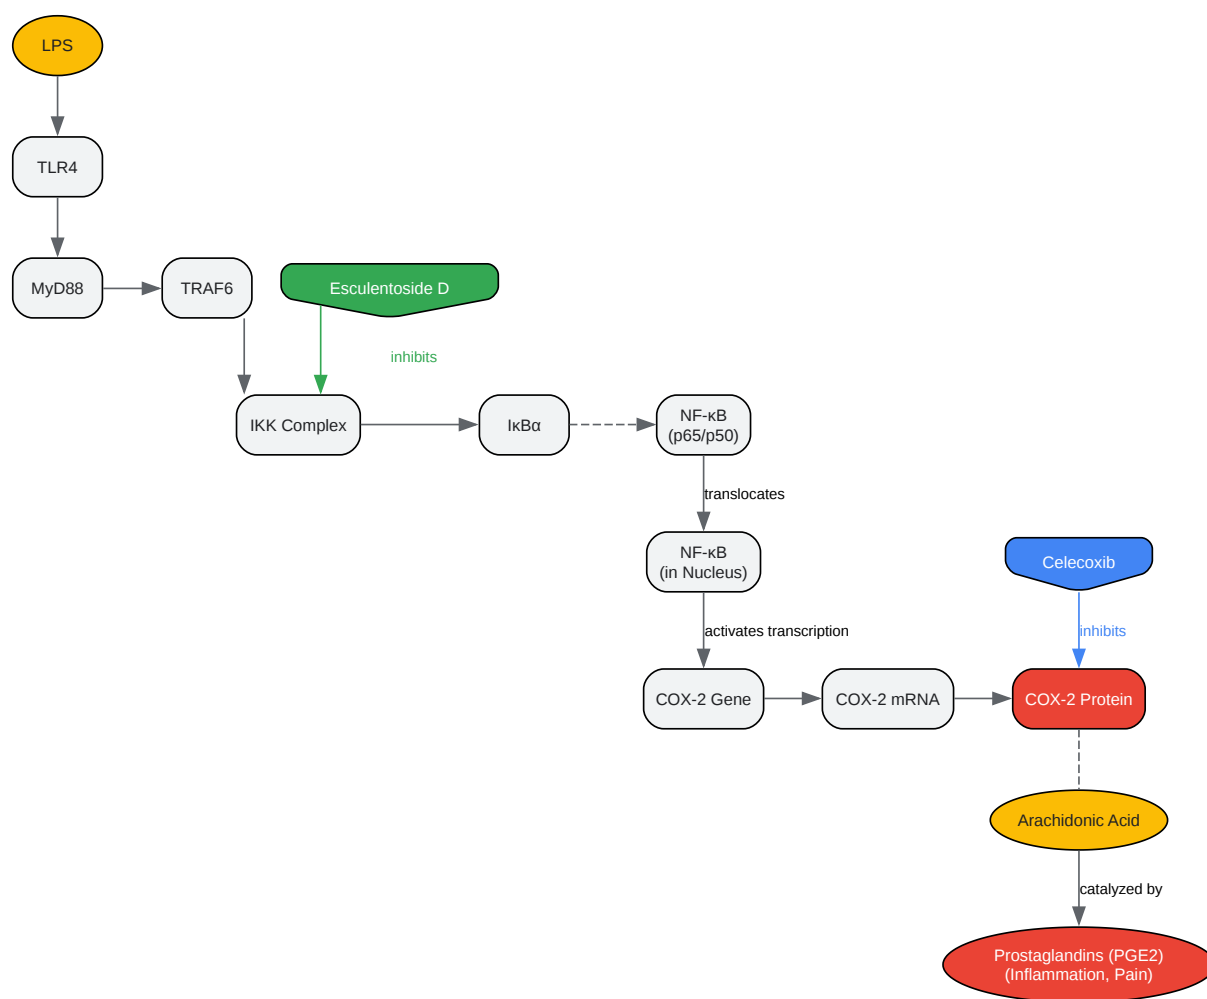 LPS
TLR4
MyD88
TRAF6
Esculentoside D
inhibits
IKK Complex
IκBα
NF-κB
(p65/p50)
translocates
NF-κB
(in Nucleus)
Celecoxib
activates transcription
inhibits
COX-2 Gene
COX-2 mRNA
COX-2 Protein
Arachidonic Acid
catalyzed by
Prostaglandins (PGE2)
(Inflammation, Pain)